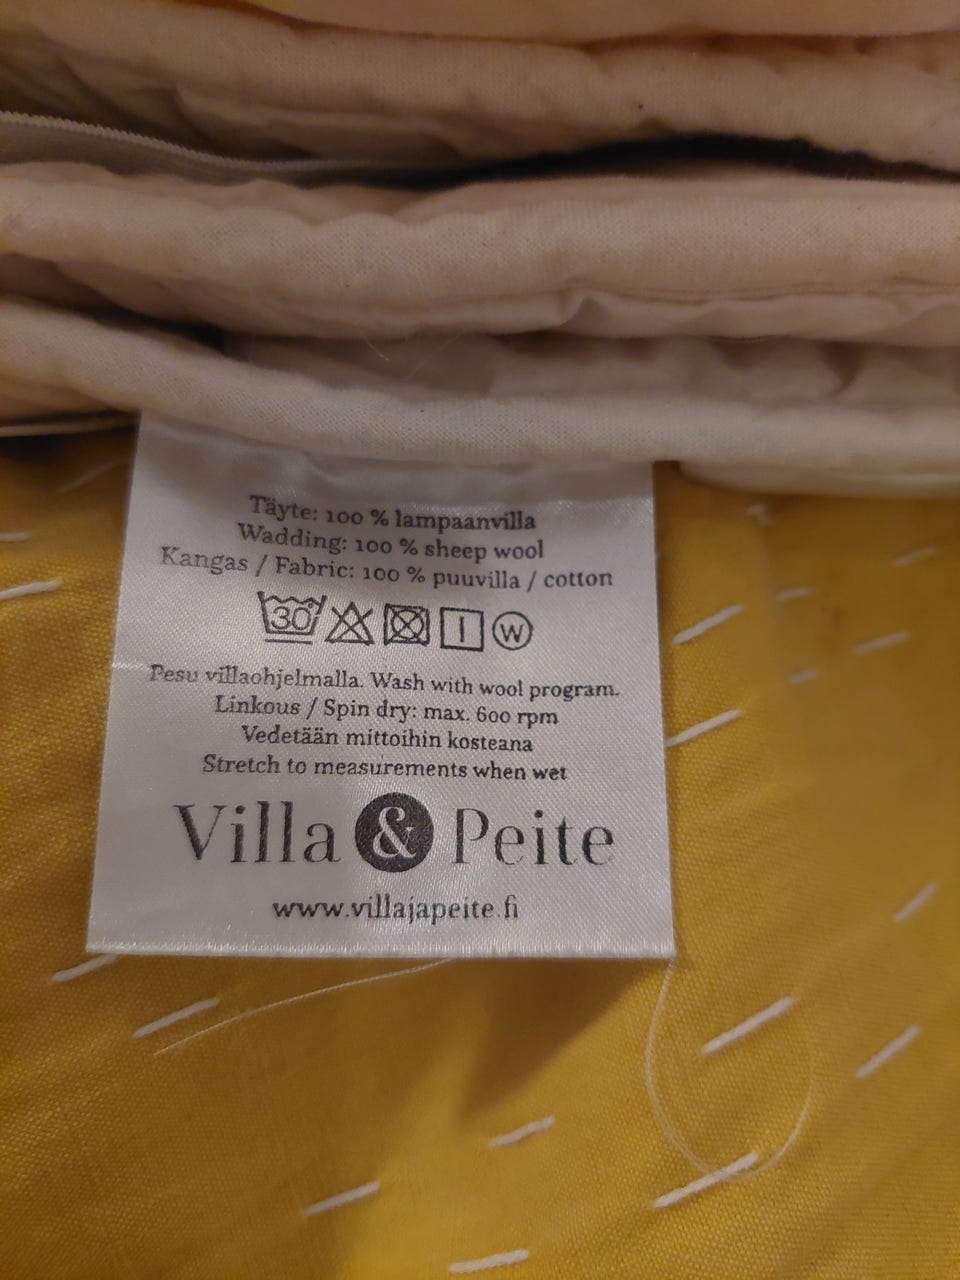 Täyte: 100 % lampaanvilla
Wadding: 100 % sheep wool
Kangas / Fabric: 100 % puuvilla / cotton
30° I W
Pesu villaohjelmalla. Wash with wool program.
Linkous / Spin dry: max. 600 rpm
Vedetään mittoihin kosteana
Stretch to measurements when wet
Villa & Peite
www.villajapeite.fi